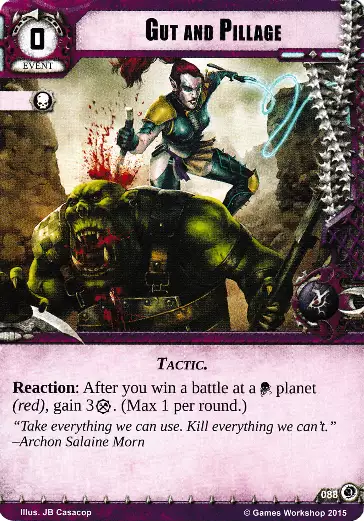 0
GUT AND PILLAGE
EVENT
TACTIC.
Reaction: After you win a battle at a planet
(red), gain 3. (Max 1 per round.)
“Take everything we can use. Kill everything we can’t.”
–Archon Salaine Morn
088
Illus. JB Casacop
© Games Workshop 2015